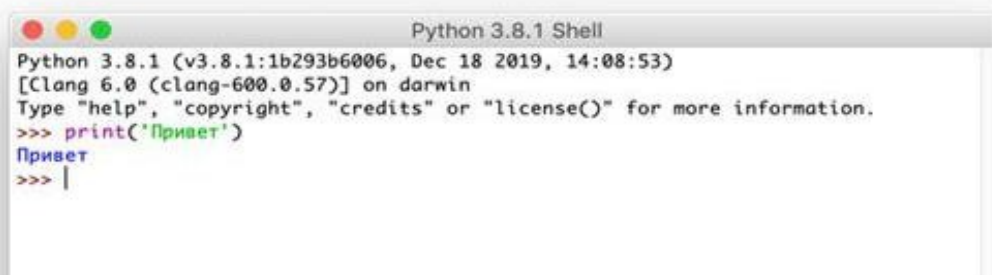 Python 3.8.1 Shell
Python 3.8.1 (v3.8.1:1b293b6006, Dec 18 2019, 14:08:53)
[Clang 6.0 (clang-600.0.57)] on darwin
Type "help", "copyright", "credits" or "license()" for more information.
>>> print('Привет')
Привет
>>>